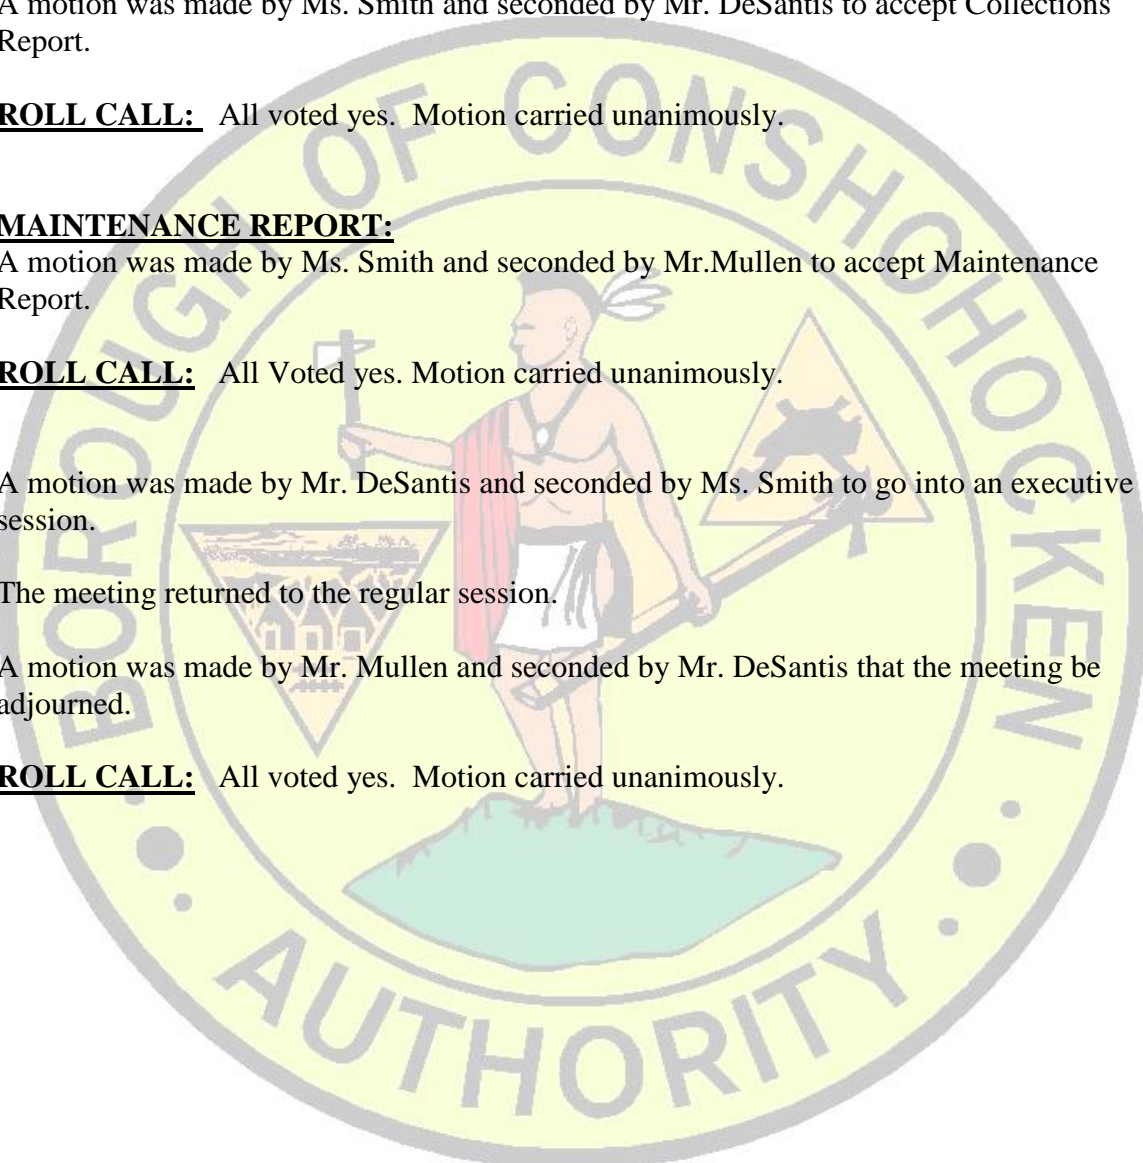 A motion was made by Ms. Smith and seconded by Mr. DeSantis to accept Collections
Report.
ROLL CALL: All voted yes. Motion carried unanimously.
MAINTENANCE REPORT:
A motion was made by Ms. Smith and seconded by Mr.Mullen to accept Maintenance
Report.
ROLL CALL: All Voted yes. Motion carried unanimously.
A motion was made by Mr. DeSantis and seconded by Ms. Smith to go into an executive
session.
The meeting returned to the regular session.
A motion was made by Mr. Mullen and seconded by Mr. DeSantis that the meeting be
adjourned.
ROLL CALL: All voted yes. Motion carried unanimously.
BOROUGH OF CONSHOHOCKEN
AUTHORITY